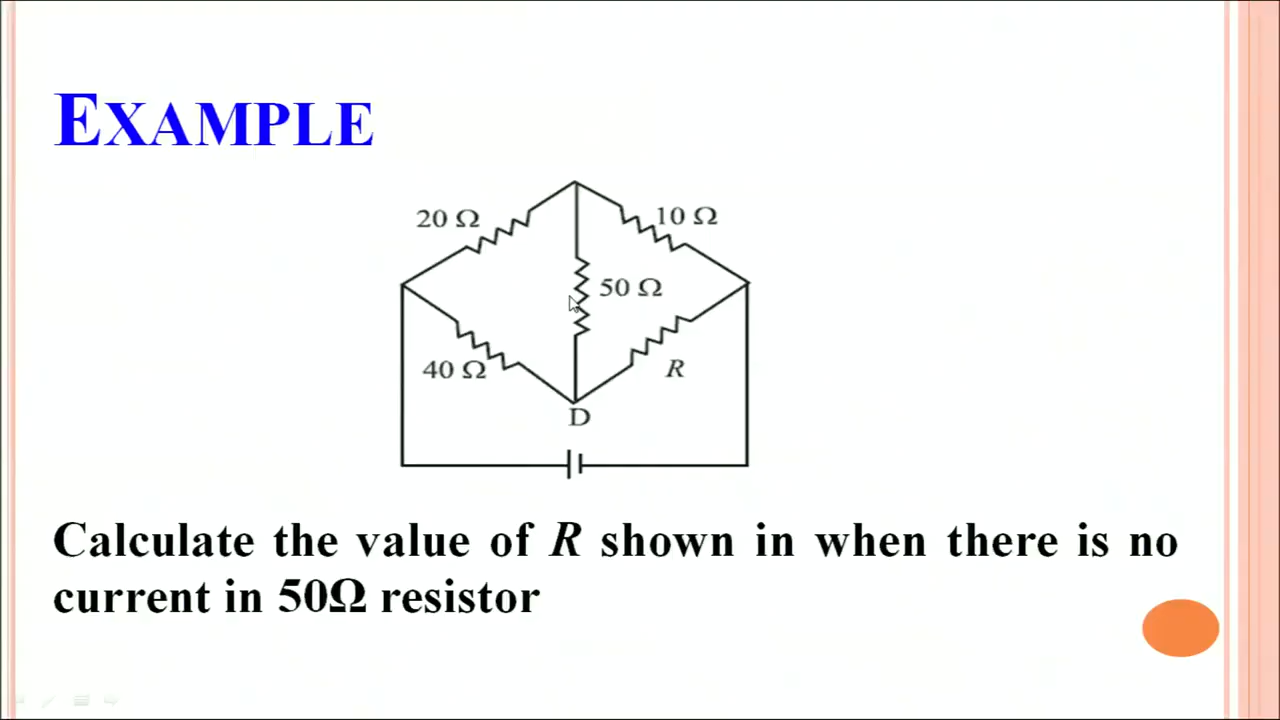 EXAMPLE
20 Ω
10 Ω
50 Ω
40 Ω
R
D
Calculate the value of R shown in when there is no
current in 50Ω resistor